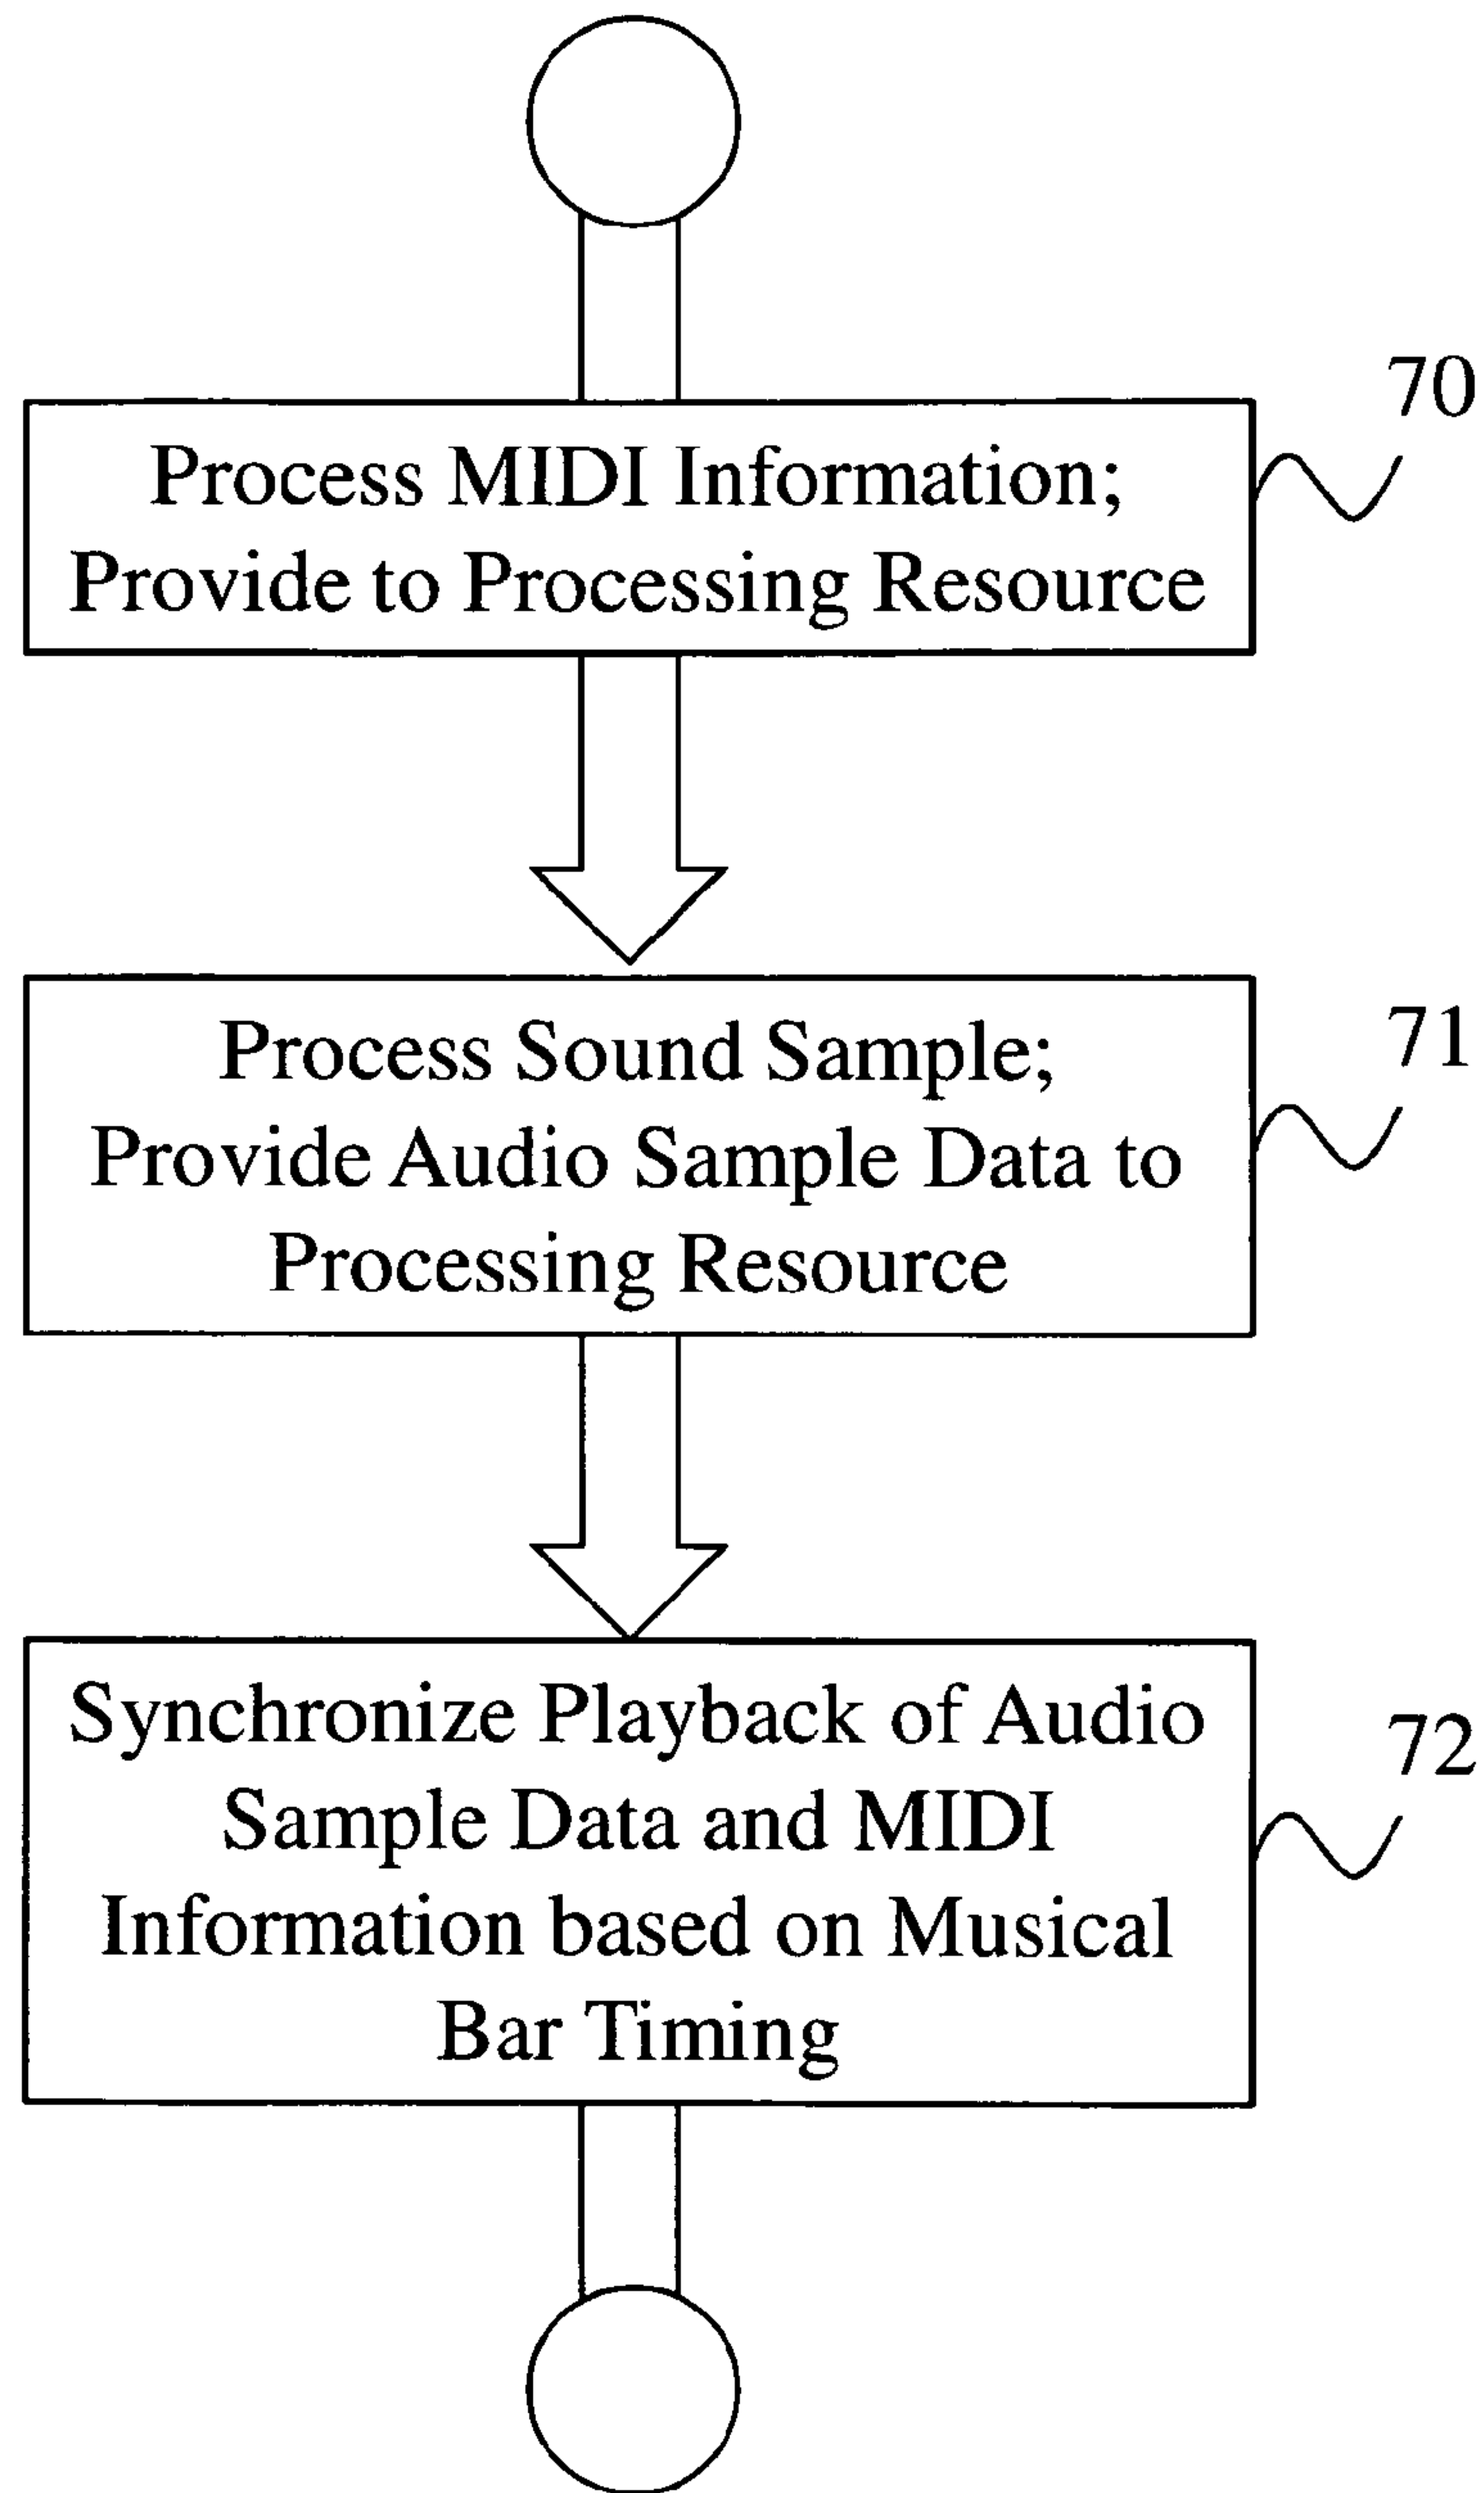 70
Process MIDI Information;
Provide to Processing Resource
71
Process Sound Sample;
Provide Audio Sample Data to
Processing Resource
72
Synchronize Playback of Audio
Sample Data and MIDI
Information based on Musical
Bar Timing